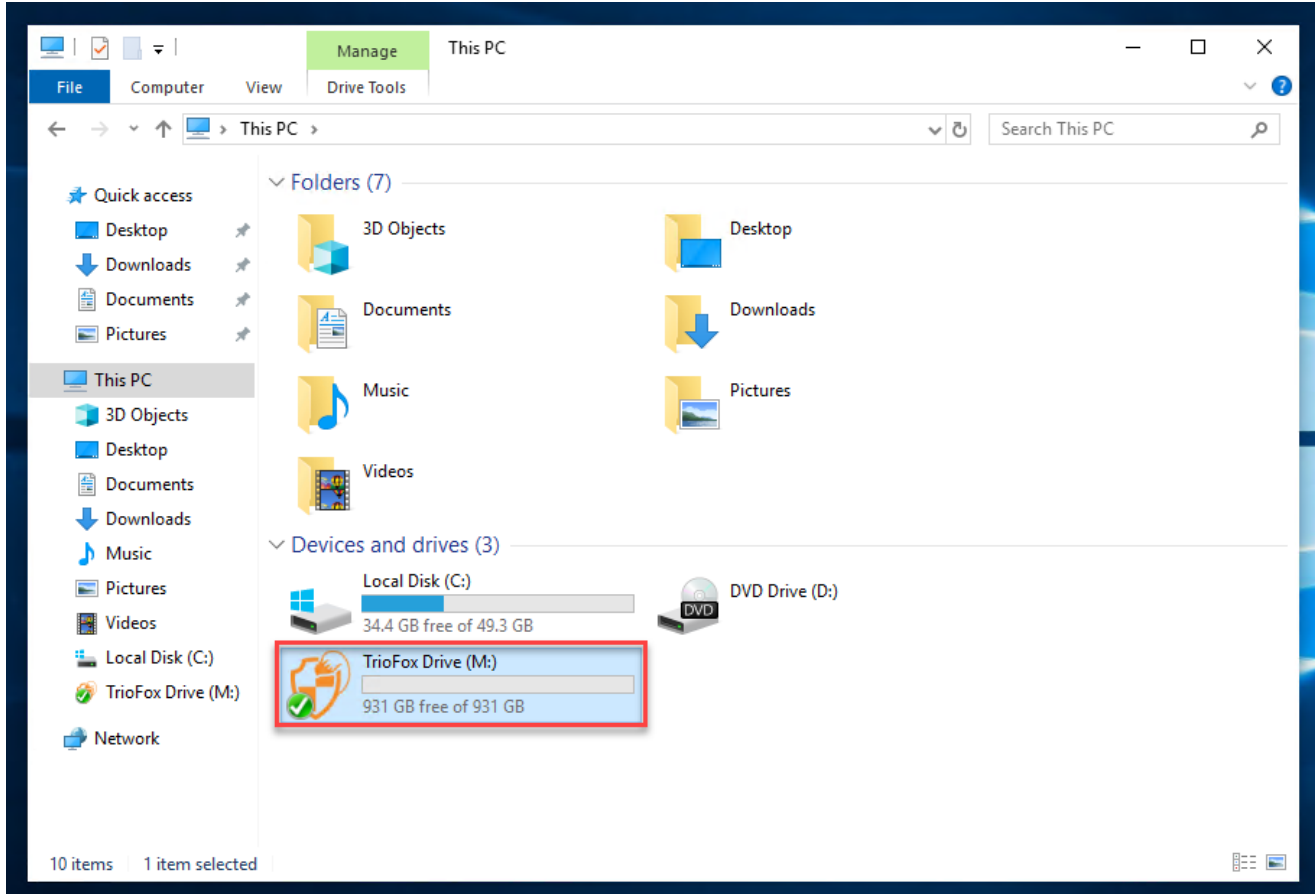 Manage This PC
File Computer View Drive Tools
This PC
Search This PC
Quick access
Desktop
Downloads
Documents
Pictures
This PC
3D Objects
Desktop
Documents
Downloads
Music
Pictures
Videos
Local Disk (C:)
TrioFox Drive (M:)
Network
Folders (7)
3D Objects
Desktop
Documents
Downloads
Music
Pictures
Videos
Devices and drives (3)
Local Disk (C:)
34.4 GB free of 49.3 GB
DVD Drive (D:)
DVD
TrioFox Drive (M:)
931 GB free of 931 GB
10 items 1 item selected